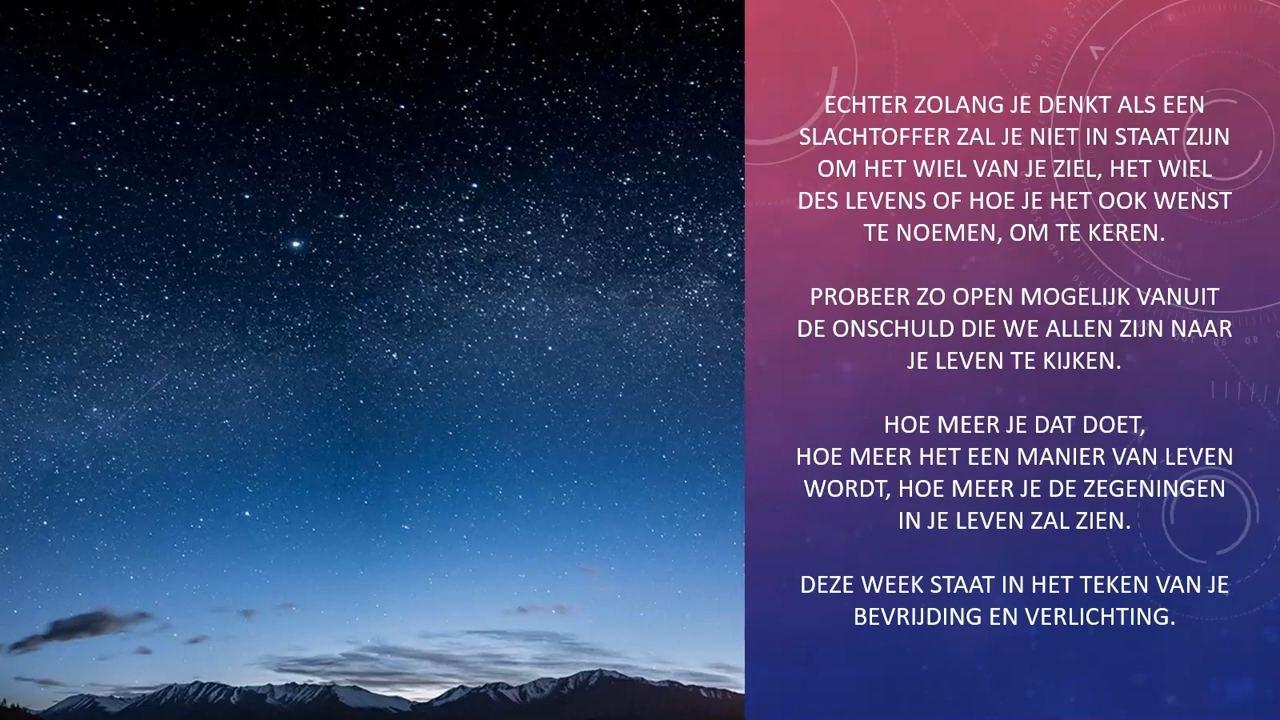 ECHTER ZOLANG JE DENKT ALS EEN
SLACHTOFFER ZAL JE NIET IN STAAT ZIJN
OM HET WIEL VAN JE ZIEL, HET WIEL
DES LEVENS OF HOE JE HET OOK WENST
TE NOEMEN, OM TE KEREN.
PROBEER ZO OPEN MOGELIJK VANUIT
DE ONSCHULD DIE WE ALLEN ZIJN NAAR
JE LEVEN TE KIJKEN.
HOE MEER JE DAT DOET,
HOE MEER HET EEN MANIER VAN LEVEN
WORDT, HOE MEER JE DE ZEGENINGEN
IN JE LEVEN ZAL ZIEN.
DEZE WEEK STAAT IN HET TEKEN VAN JE
BEVRIJDING EN VERLICHTING.